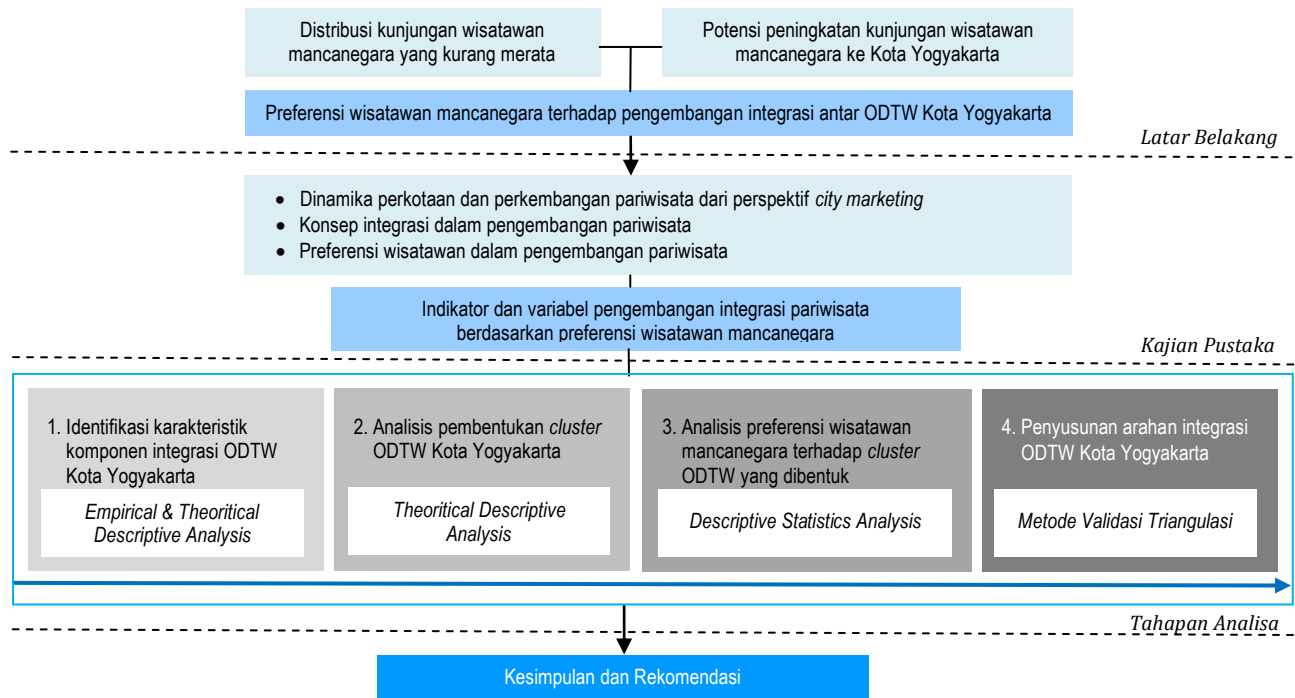 Distribusi kunjungan wisatawan
mancanegara yang kurang merata
Potensi peningkatan kunjungan wisatawan
mancanegara ke Kota Yogyakarta
Preferensi wisatawan mancanegara terhadap pengembangan integrasi antar ODTW Kota Yogyakarta
Latar Belakang
• Dinamika perkotaan dan perkembangan pariwisata dari perspektif city marketing
• Konsep integrasi dalam pengembangan pariwisata
• Preferensi wisatawan dalam pengembangan pariwisata
Indikator dan variabel pengembangan integrasi pariwisata
berdasarkan preferensi wisatawan mancanegara
Kajian Pustaka
1. Identifikasi karakteristik
komponen integrasi ODTW
Kota Yogyakarta
Empirical & Theoritical
Descriptive Analysis
2. Analisis pembentukan cluster
ODTW Kota Yogyakarta
Theoritical Descriptive
Analysis
3. Analisis preferensi wisatawan
mancanegara terhadap cluster
ODTW yang dibentuk
Descriptive Statistics Analysis
4. Penyusunan arahan integrasi
ODTW Kota Yogyakarta
Metode Validasi Triangulasi
Tahapan Analisa
Kesimpulan dan Rekomendasi